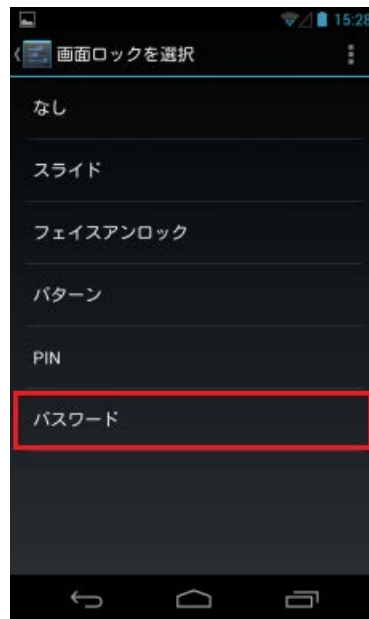 15:28
画面ロックを選択
なし
スライド
フェイスアンロック
パターン
PIN
パスワード